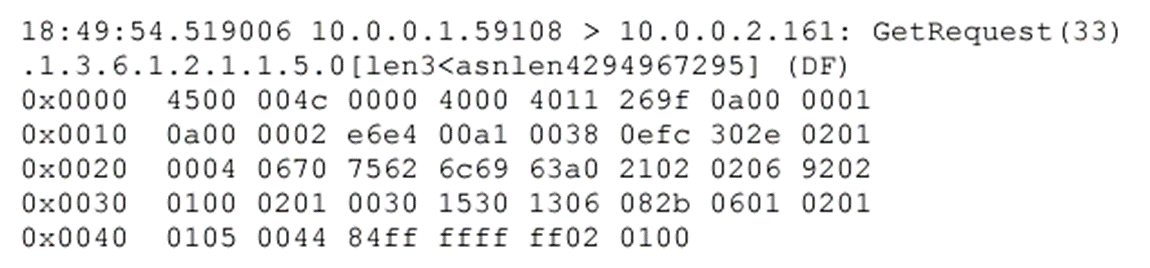 18:49:54.519006 10.0.0.1.59108 > 10.0.0.2.161: GetRequest(33)
.1.3.6.1.2.1.1.5.0[len3<asnlen4294967295] (DF)
0x0000 4500 004c 0000 4000 4011 269f 0a00 0001
0x0010 0a00 0002 e6e4 00a1 0038 0efc 302e 0201
0x0020 0004 0670 7562 6c69 63a0 2102 0206 9202
0x0030 0100 0201 0030 1530 1306 082b 0601 0201
0x0040 0105 0044 84ff ffff ff02 0100